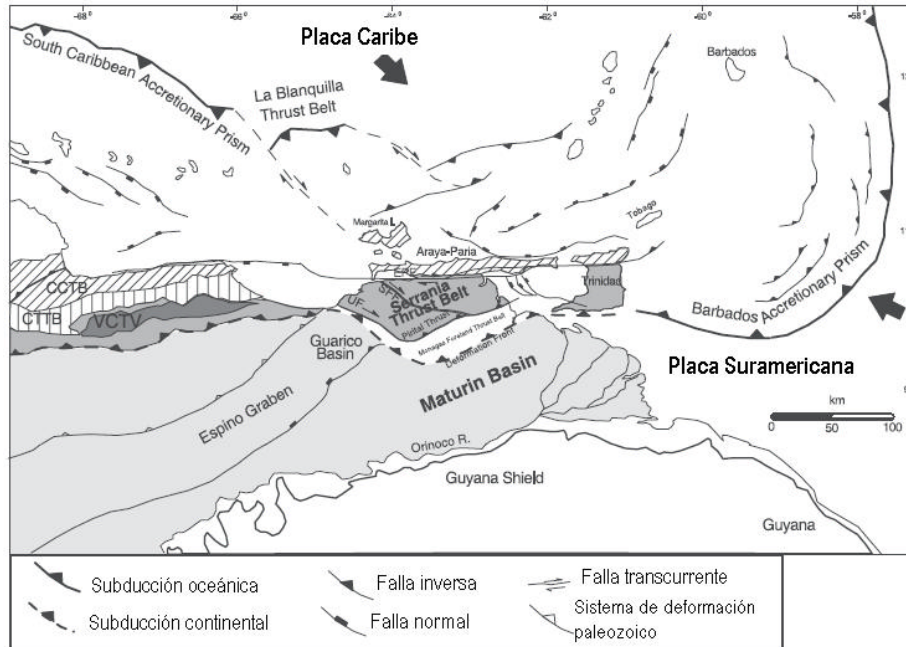 -68
-66
-64
-62
-60
-58
Placa Caribe
South Caribbean Accretionary Prism
La Blanquilla
Thrust Belt
Barbados
Margarita I.
Tobago
Araya-Paria
EPF
CCTB
CTTB
VCTV
UF
SFF
Serrania
Thrust Belt
Pirital Thrust
Trinidad
Monagas Foreland Thrust Belt
Deformation Front
Barbados Accretionary Prism
Guarico
Basin
Placa Suramericana
Maturin Basin
Espino Graben
km
0 50 100
Orinoco R.
Guyana Shield
Guyana
Subducción oceánica
Falla inversa
Falla transcurrente
Subducción continental
Falla normal
Sistema de deformación
paleozoico